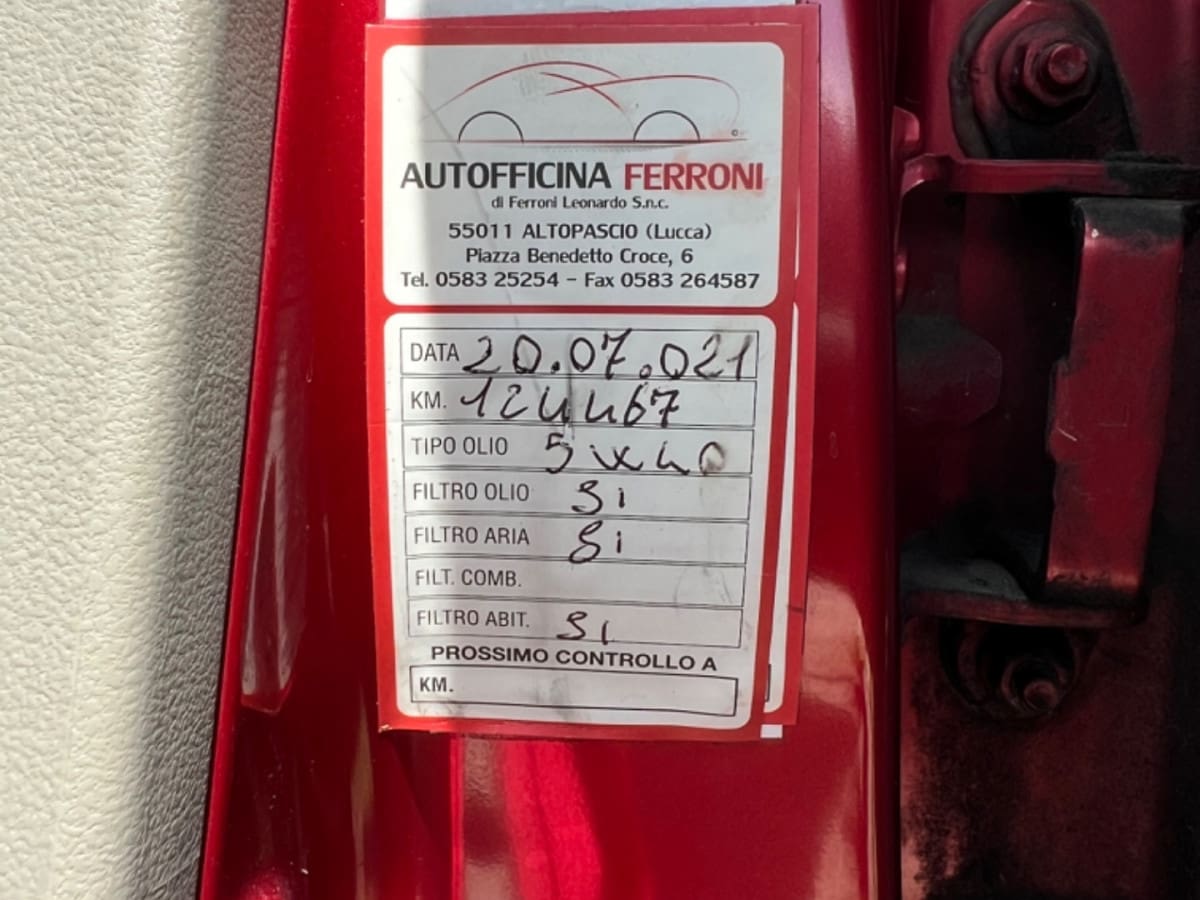 AUTOFFICINA FERRONI
di Ferroni Leonardo S.n.c.
55011 ALTOPASCIO (Lucca)
Piazza Benedetto Croce, 6
Tel. 0583 25254 - Fax 0583 264587
DATA 20.07.021
KM. 124467
TIPO OLIO 5W40
FILTRO OLIO Si
FILTRO ARIA Si
FILT. COMB.
FILTRO ABIT. Si
PROSSIMO CONTROLLO A
KM.